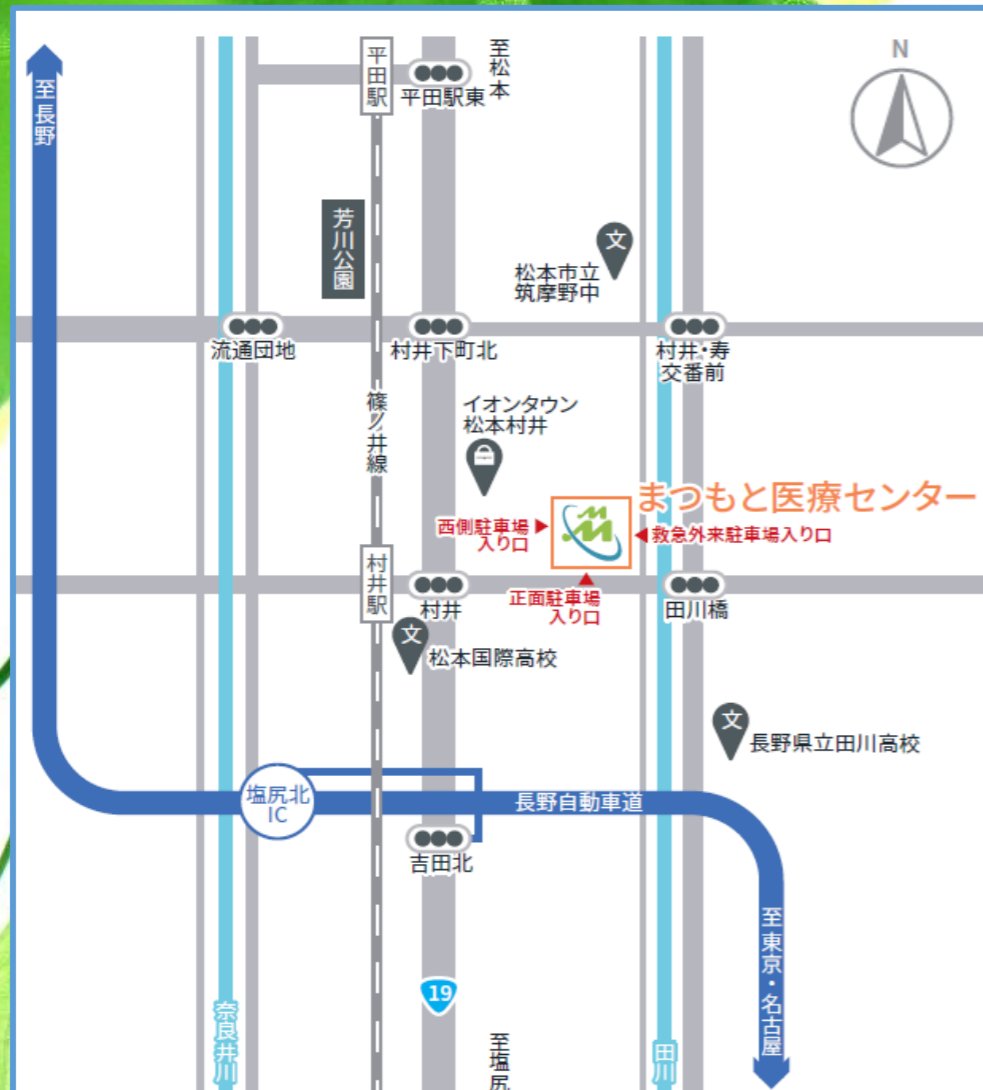 至長野
平田駅
平田駅東
至松本
N
芳川公園
松本市立
筑摩野中
流通団地
村井下町北
村井・寿
交番前
篠ノ井線
イオンタウン
松本村井
まつもと医療センター
西側駐車場
入り口
救急外来駐車場入り口
村井駅
村井
正面駐車場
入り口
田川橋
文
文
松本国際高校
文
長野県立田川高校
塩尻北
IC
長野自動車道
吉田北
至東京・名古屋
19
奈良井川
至塩尻
田川